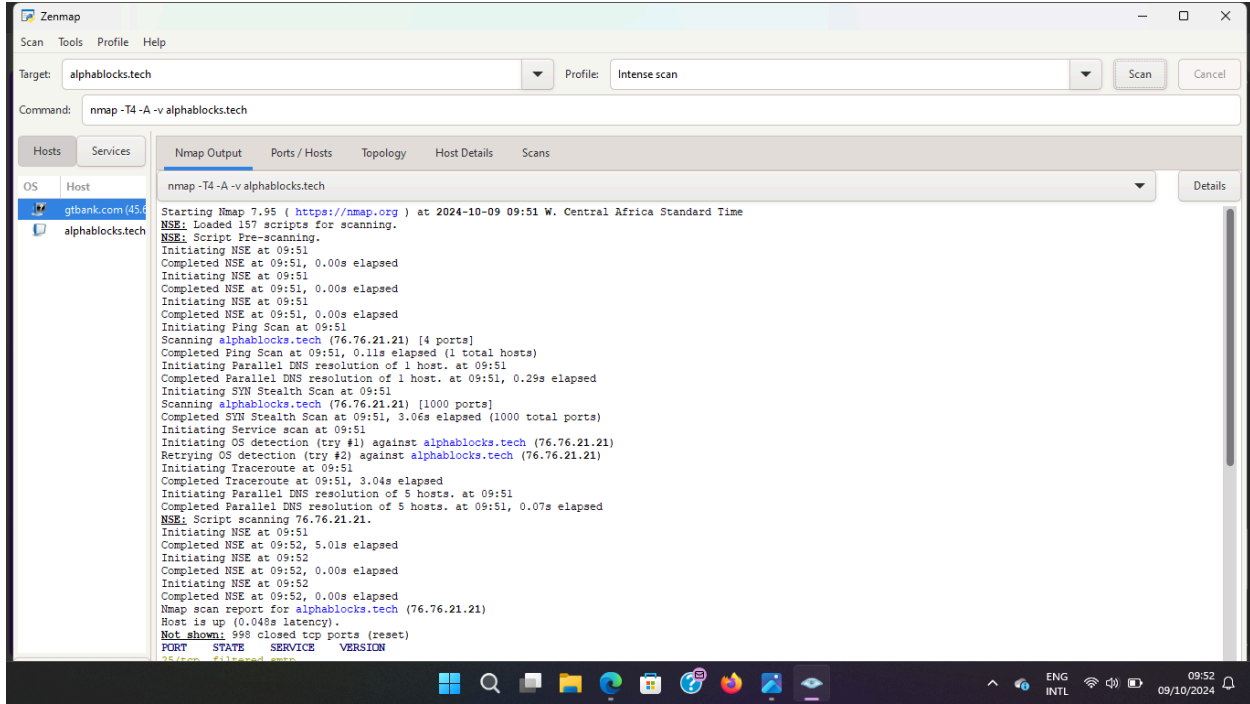 Zenmap
Scan Tools Profile Help
Target: alphablocks.tech Profile: Intense scan Scan Cancel
Command: nmap -T4 -A -v alphablocks.tech
Hosts Services Nmap Output Ports / Hosts Topology Host Details Scans
OS Host nmap -T4 -A -v alphablocks.tech Details
gtbank.com (45.6
alphablocks.tech
Starting Nmap 7.95 ( https://nmap.org ) at 2024-10-09 09:51 W. Central Africa Standard Time
NSE: Loaded 157 scripts for scanning.
NSE: Script Pre-scanning.
Initiating NSE at 09:51
Completed NSE at 09:51, 0.00s elapsed
Initiating NSE at 09:51
Completed NSE at 09:51, 0.00s elapsed
Initiating NSE at 09:51
Completed NSE at 09:51, 0.00s elapsed
Initiating Ping Scan at 09:51
Scanning alphablocks.tech (76.76.21.21) [4 ports]
Completed Ping Scan at 09:51, 0.11s elapsed (1 total hosts)
Initiating Parallel DNS resolution of 1 host. at 09:51
Completed Parallel DNS resolution of 1 host. at 09:51, 0.29s elapsed
Initiating SYN Stealth Scan at 09:51
Scanning alphablocks.tech (76.76.21.21) [1000 ports]
Completed SYN Stealth Scan at 09:51, 3.06s elapsed (1000 total ports)
Initiating Service scan at 09:51
Initiating OS detection (try #1) against alphablocks.tech (76.76.21.21)
Retrying OS detection (try #2) against alphablocks.tech (76.76.21.21)
Initiating Traceroute at 09:51
Completed Traceroute at 09:51, 3.04s elapsed
Initiating Parallel DNS resolution of 5 hosts. at 09:51
Completed Parallel DNS resolution of 5 hosts. at 09:51, 0.07s elapsed
NSE: Script scanning 76.76.21.21.
Initiating NSE at 09:51
Completed NSE at 09:52, 5.01s elapsed
Initiating NSE at 09:52
Completed NSE at 09:52, 0.00s elapsed
Initiating NSE at 09:52
Completed NSE at 09:52, 0.00s elapsed
Nmap scan report for alphablocks.tech (76.76.21.21)
Host is up (0.048s latency).
Not shown: 998 closed tcp ports (reset)
PORT STATE SERVICE VERSION
25/tcp filtered smtp
ENG
INTL
09:52
09/10/2024